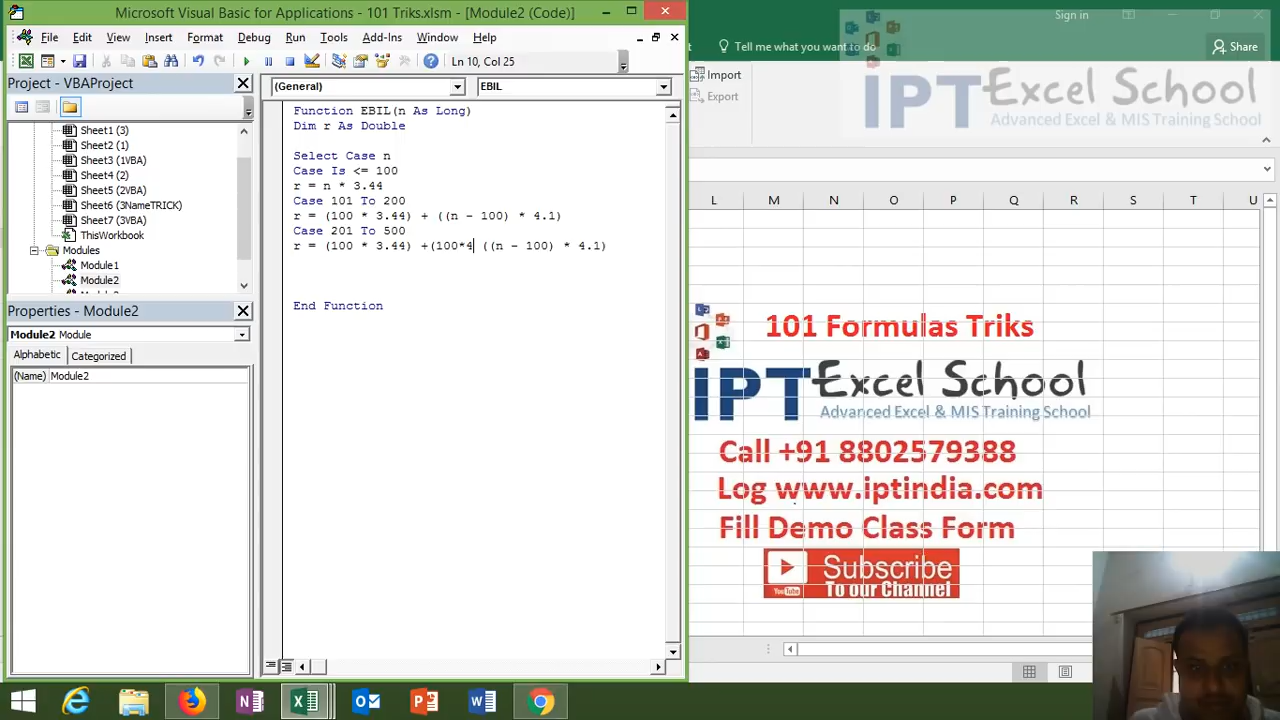 Microsoft Visual Basic for Applications - 101 Triks.xlsm - [Module2 (Code)]
Sign in
File Edit View Insert Format Debug Run Tools Add-Ins Window Help
Tell me what you want to do
Share
Ln 10, Col 25
Import
Export
IPT Excel School
Advanced Excel & MIS Training School
Project - VBAProject
(General)
EBIL
Sheet1 (3)
Sheet2 (1)
Sheet3 (1VBA)
Sheet4 (2)
Sheet5 (2VBA)
Sheet6 (3NameTRICK)
Sheet7 (3VBA)
ThisWorkbook
Modules
Module1
Module2
Function EBIL(n As Long)
Dim r As Double
Select Case n
Case Is <= 100
r = n * 3.44
Case 101 To 200
r = (100 * 3.44) + ((n - 100) * 4.1)
Case 201 To 500
r = (100 * 3.44) +(100*4 ((n - 100) * 4.1)
End Function
Properties - Module2
Module2 Module
Alphabetic Categorized
(Name) Module2
L M N O P Q R S T U
101 Formulas Triks
IPT Excel School
Advanced Excel & MIS Training School
Call +91 8802579388
Log www.iptindia.com
Fill Demo Class Form
Subscribe
YouTube To our Channel